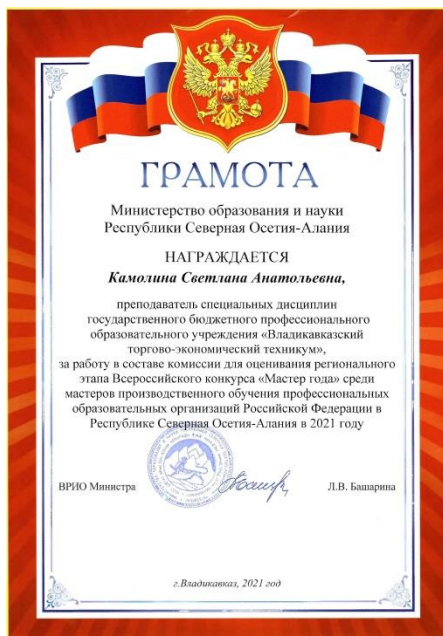 ГРАМОТА
Министерство образования и науки
Республики Северная Осетия-Алания
НАГРАЖДАЕТСЯ
Камолина Светлана Анатольевна,
преподаватель специальных дисциплин
государственного бюджетного профессионального
образовательного учреждения «Владикавказский
торгово-экономический техникум»,
за работу в составе комиссии для оценивания регионального
этапа Всероссийского конкурса «Мастер года» среди
мастеров производственного обучения профессиональных
образовательных организаций Российской Федерации в
Республике Северная Осетия-Алания в 2021 году
ВРИО Министра Л.В. Башарина
г.Владикавказ, 2021 год